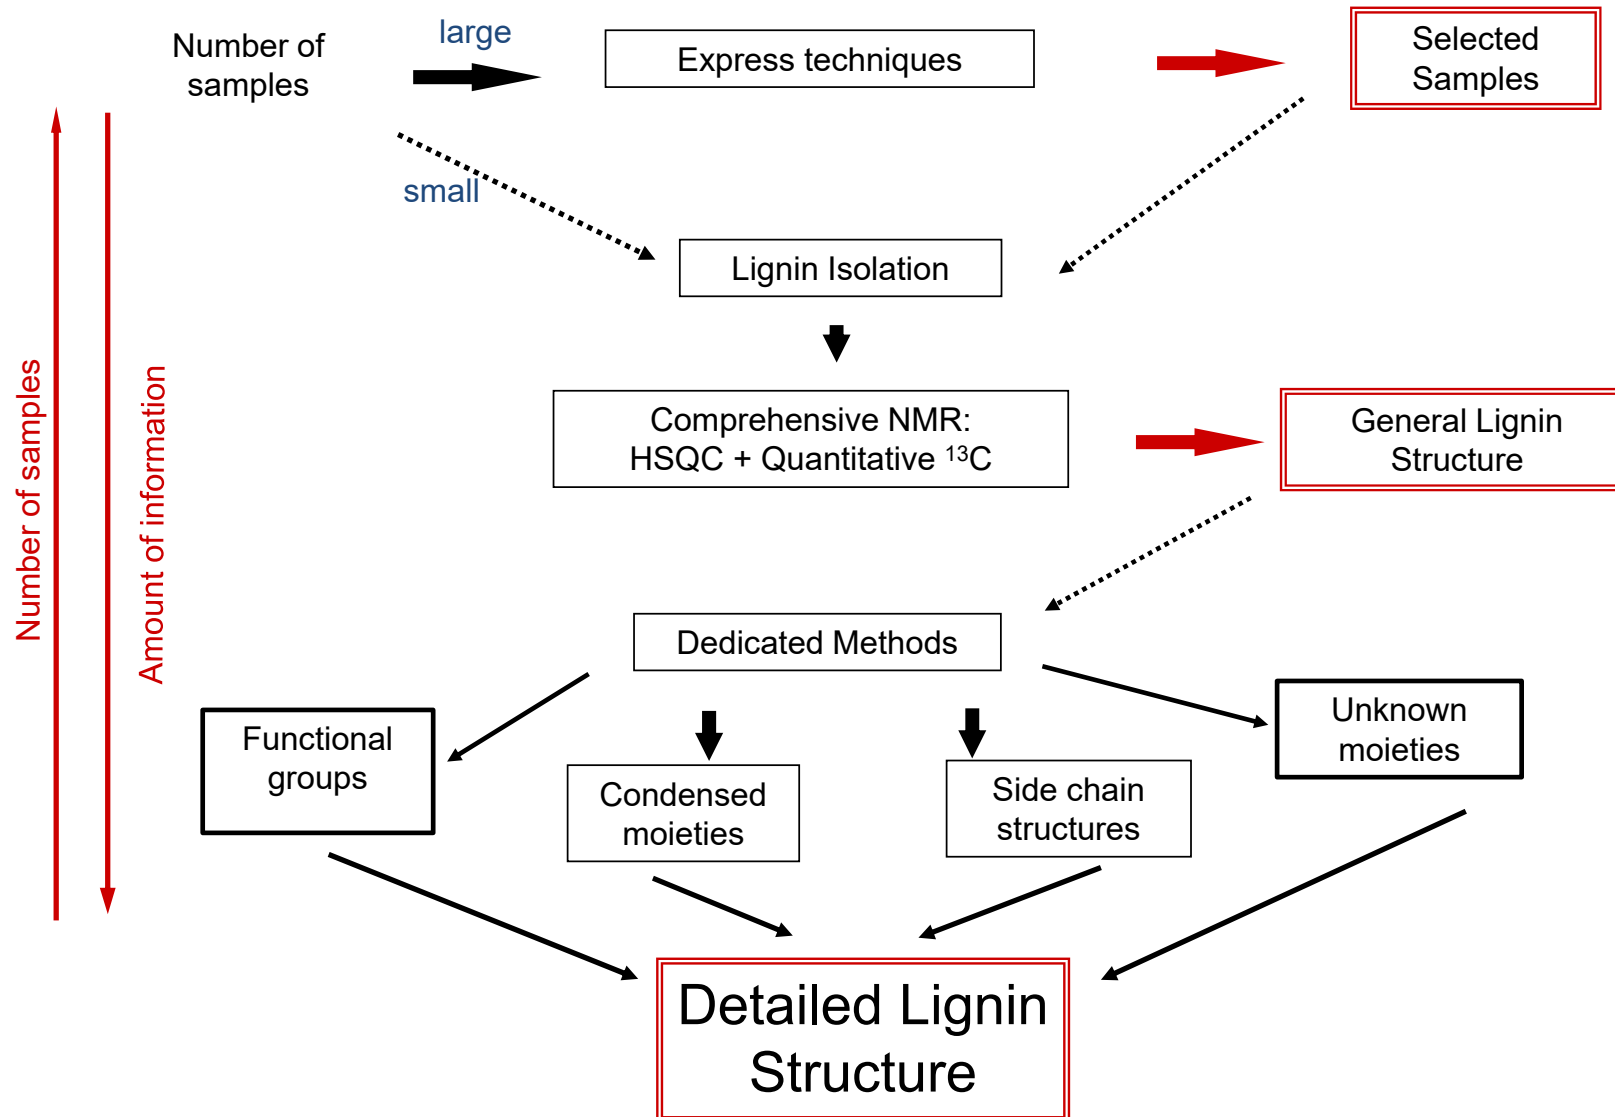 Number of
samples
large
Express techniques
Selected
Samples
small
Lignin Isolation
Number of samples
Amount of information
Comprehensive NMR:
HSQC + Quantitative ¹³C
General Lignin
Structure
Dedicated Methods
Functional
groups
Condensed
moieties
Side chain
structures
Unknown
moieties
Detailed Lignin
Structure